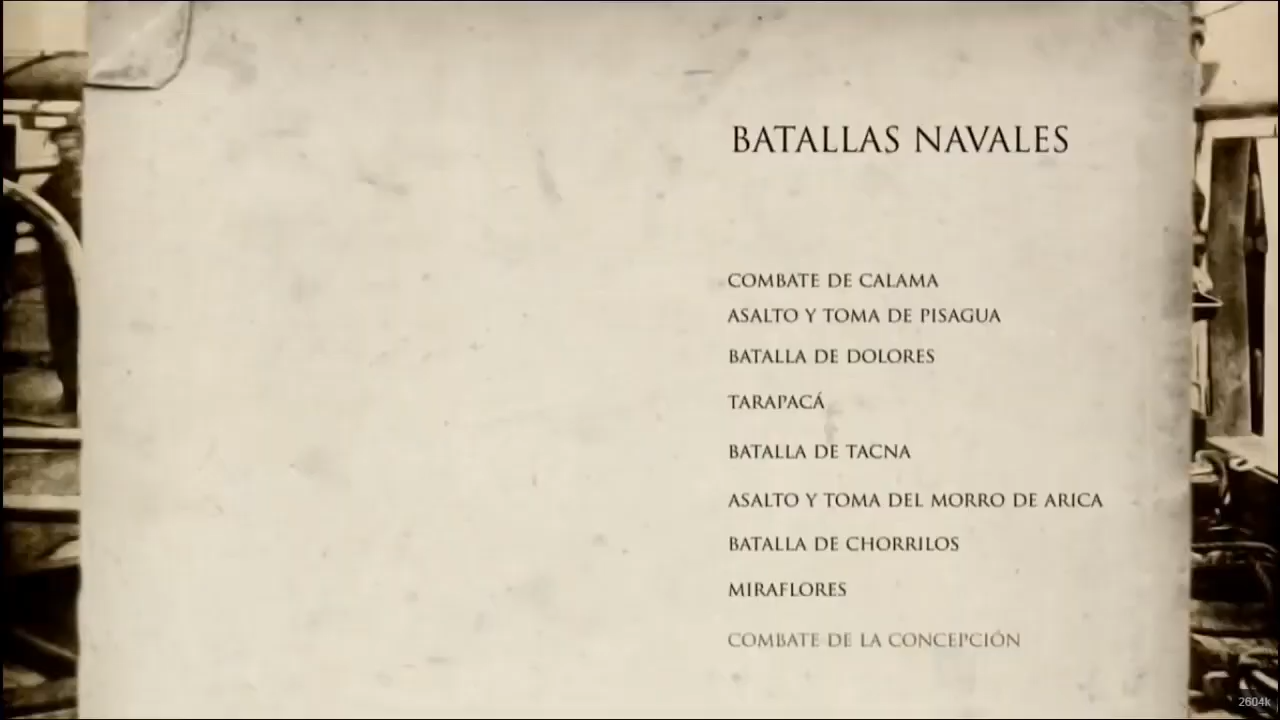 BATALLAS NAVALES
COMBATE DE CALAMA
ASALTO Y TOMA DE PISAGUA
BATALLA DE DOLORES
TARAPACÁ
BATALLA DE TACNA
ASALTO Y TOMA DEL MORRO DE ARICA
BATALLA DE CHORRILOS
MIRAFLORES
COMBATE DE LA CONCEPCIÓN
2604k